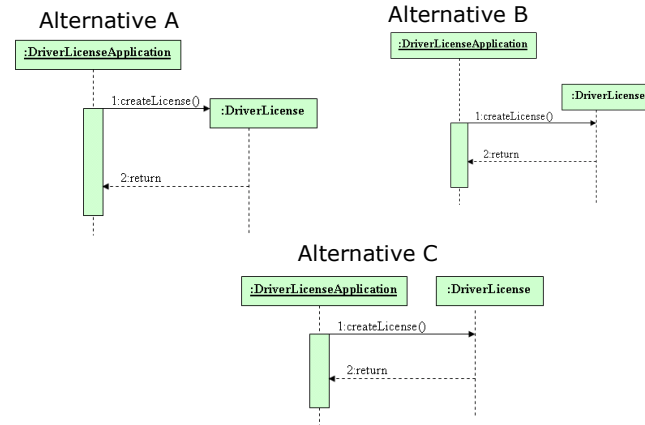 Alternative A
:DriverLicenseApplication
1:createLicense()
:DriverLicense
2:return
Alternative B
:DriverLicenseApplication
:DriverLicense
1:createLicense()
2:return
Alternative C
:DriverLicenseApplication
:DriverLicense
1:createLicense()
2:return